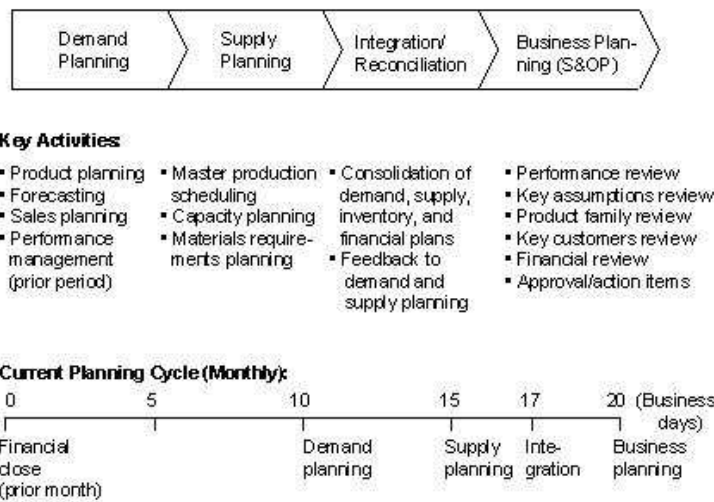 Demand
Planning
Supply
Planning
Integration/
Reconciliation
Business Plan-
ning (S&OP)
Key Activities:
▪ Product planning
▪ Forecasting
▪ Sales planning
▪ Performance
management
(prior period)
▪ Master production
scheduling
▪ Capacity planning
▪ Materials require-
ments planning
▪ Consolidation of
demand, supply,
inventory, and
financial plans
▪ Feedback to
demand and
supply planning
▪ Performance review
▪ Key assumptions review
▪ Product family review
▪ Key customers review
▪ Financial review
▪ Approval/action items
Current Planning Cycle (Monthly):
0 5 10 15 17 20 (Business
days)
Financial
close
(prior month)
Demand
planning
Supply
planning
Inte-
gration
Business
planning